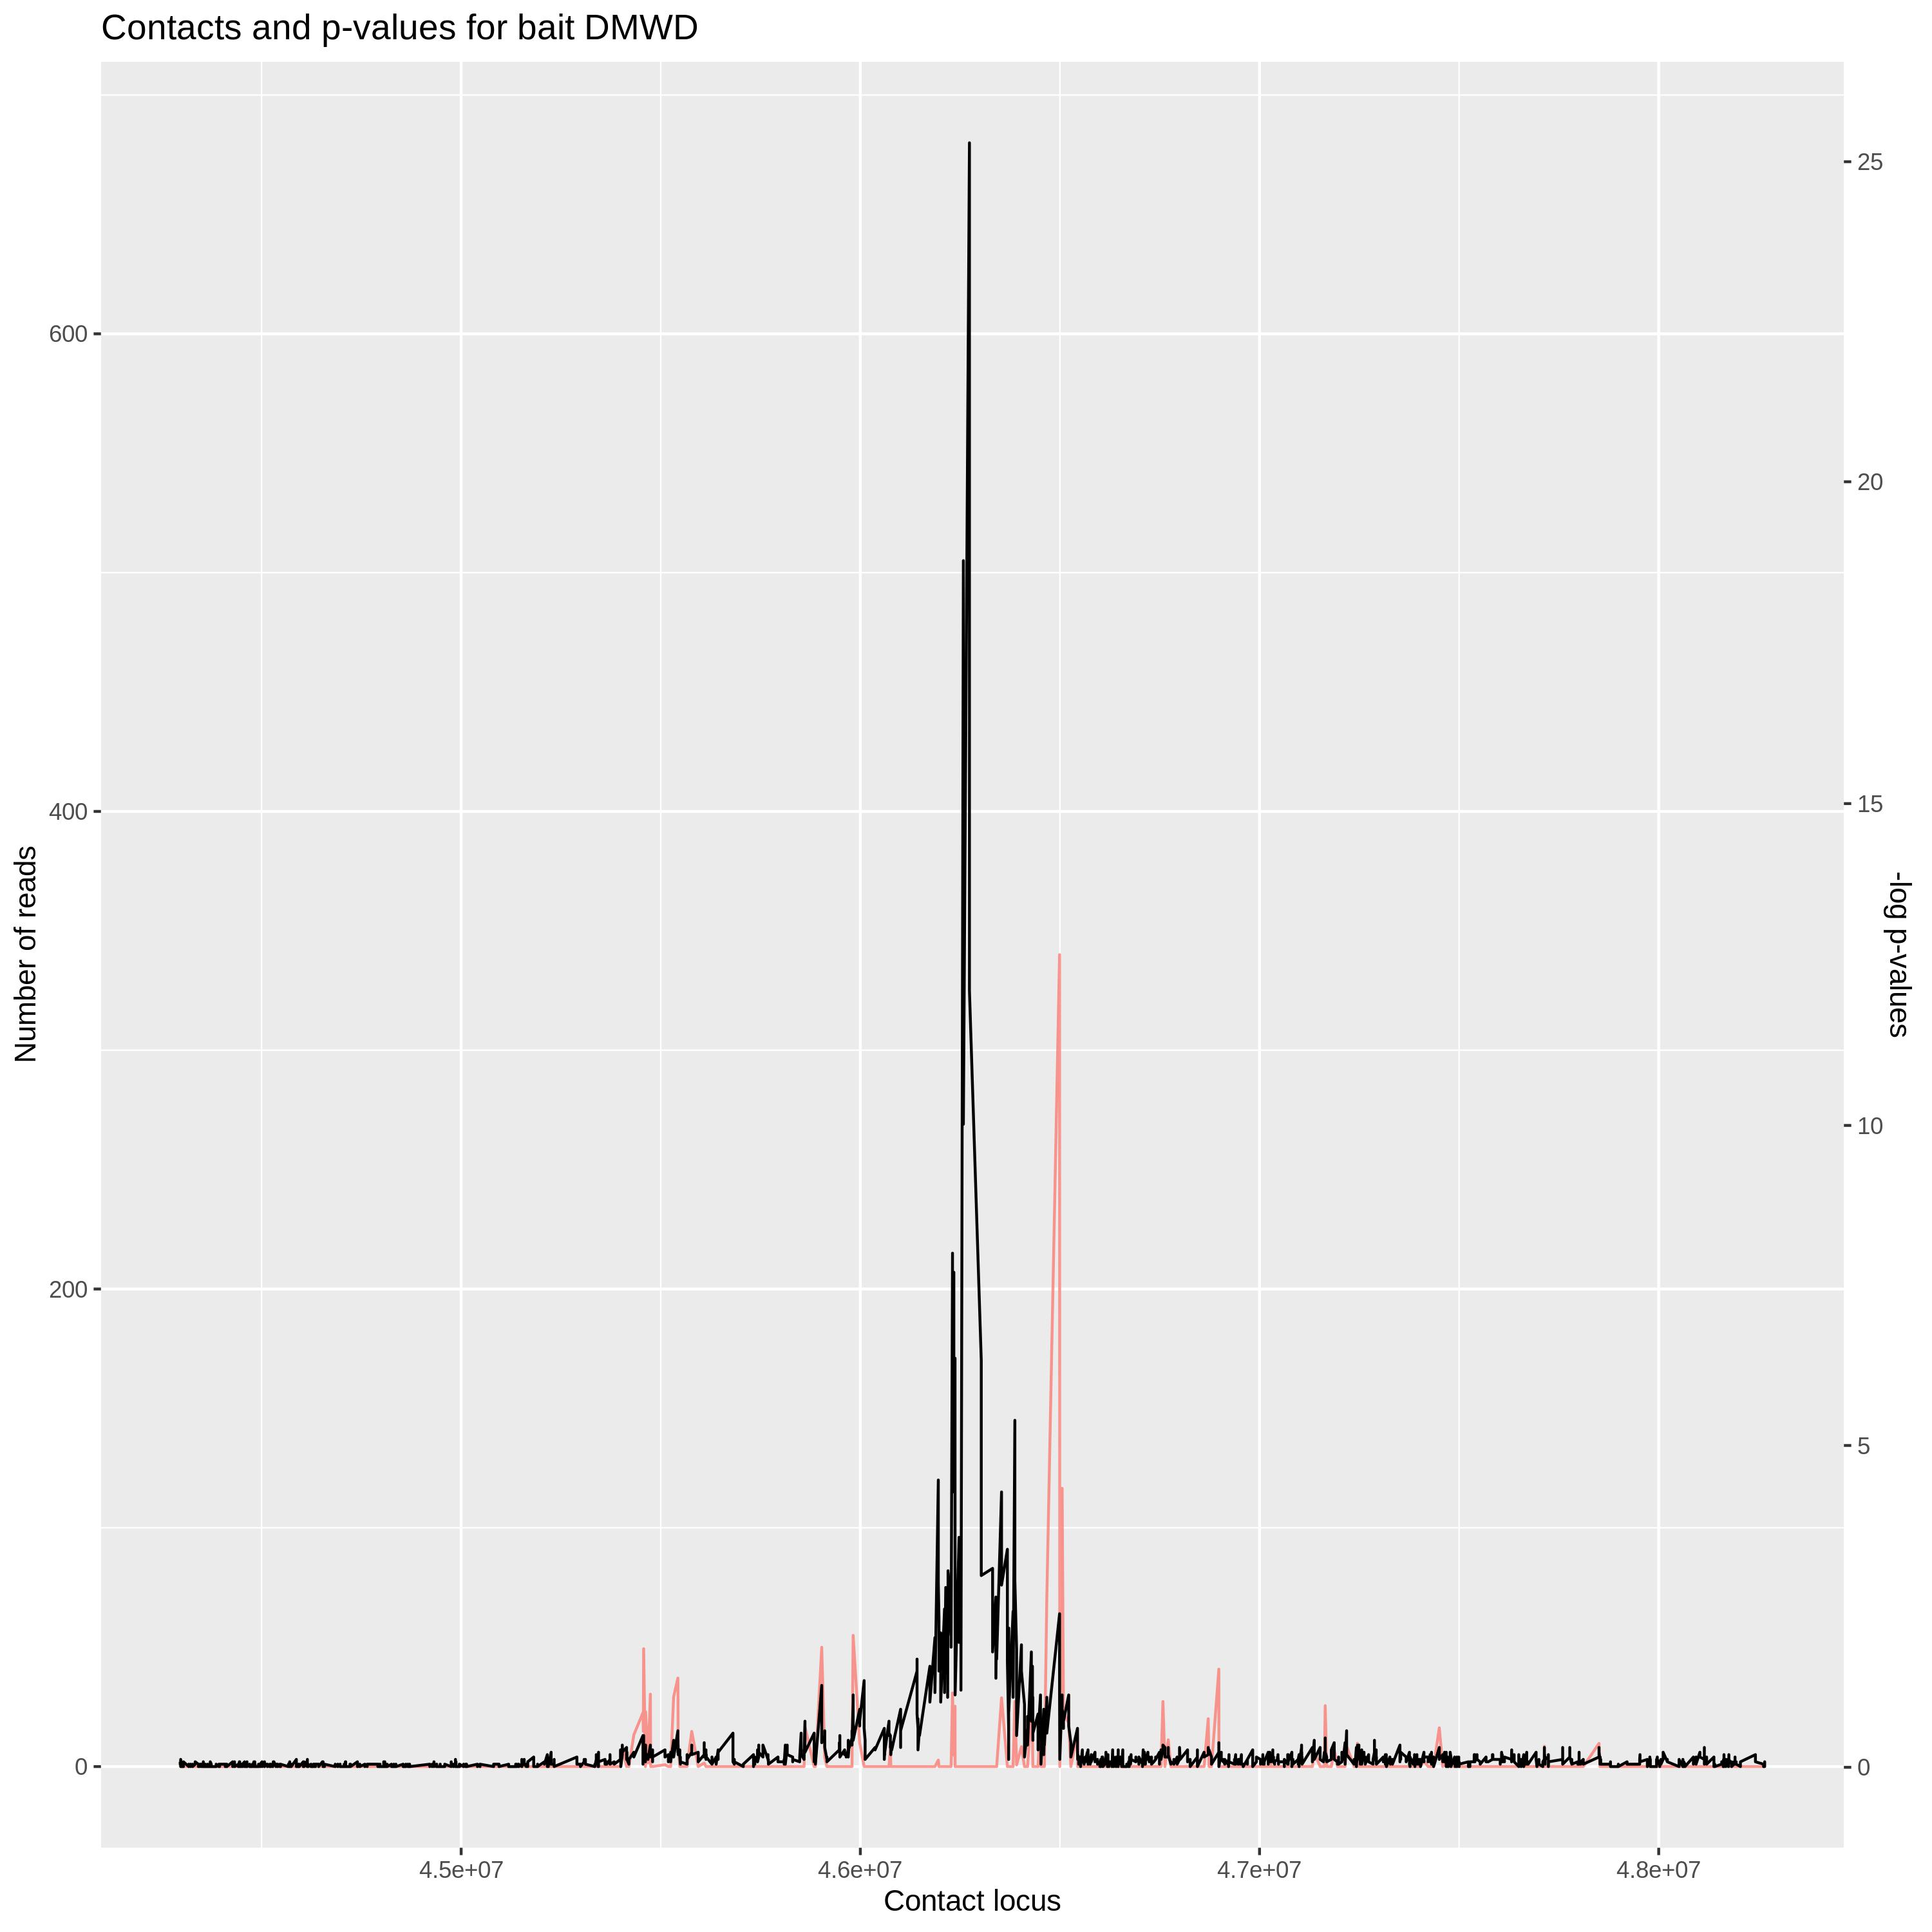 Contacts and p-values for bait DMWD
Number of reads
600
400
200
0
25
20
15
10
5
0
-log p-values
4.5e+07
4.6e+07
4.7e+07
4.8e+07
Contact locus